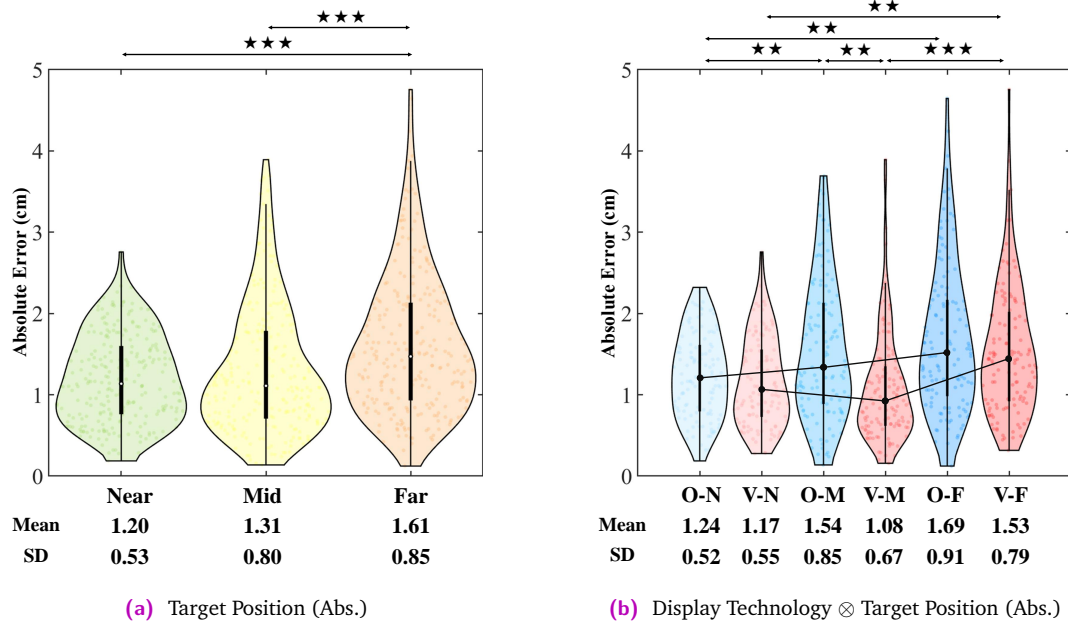 ★★★
★★★
5
4
3
2
1
0
Absolute Error (cm)
Near Mid Far
Mean 1.20 1.31 1.61
SD 0.53 0.80 0.85
(a) Target Position (Abs.)
★★
★★
★★ ★★ ★★★
5
4
3
2
1
0
Absolute Error (cm)
O-N V-N O-M V-M O-F V-F
Mean 1.24 1.17 1.54 1.08 1.69 1.53
SD 0.52 0.55 0.85 0.67 0.91 0.79
(b) Display Technology ⊗ Target Position (Abs.)